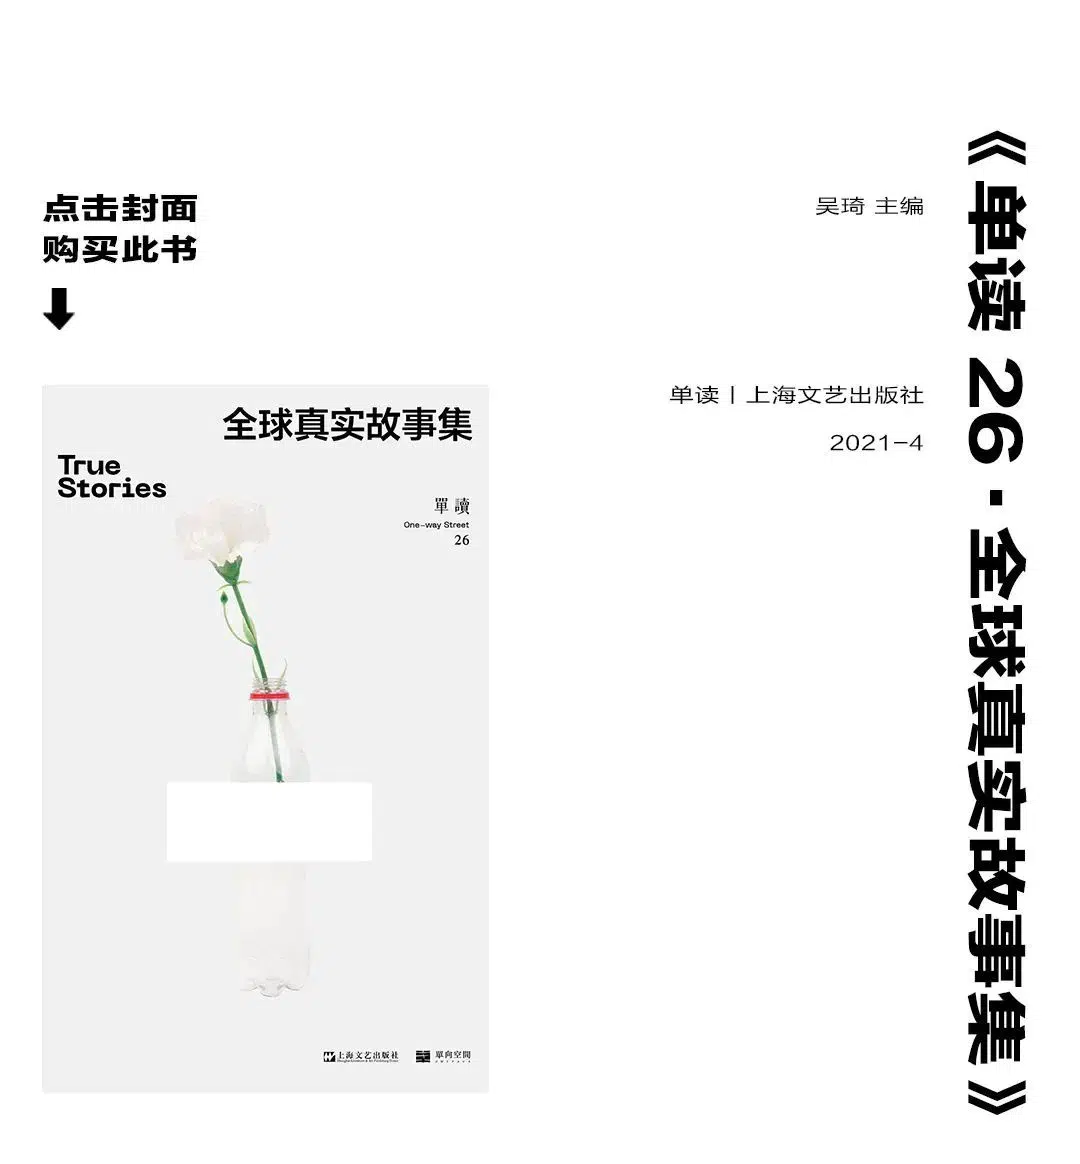 点击封面
购买此书
吴琦 主编
单读丨上海文艺出版社
2021-4
《单读 26·全球真实故事集》
全球真实故事集
True
Stories
單讀
One-way Street
26
上海文艺出版社
單向空間